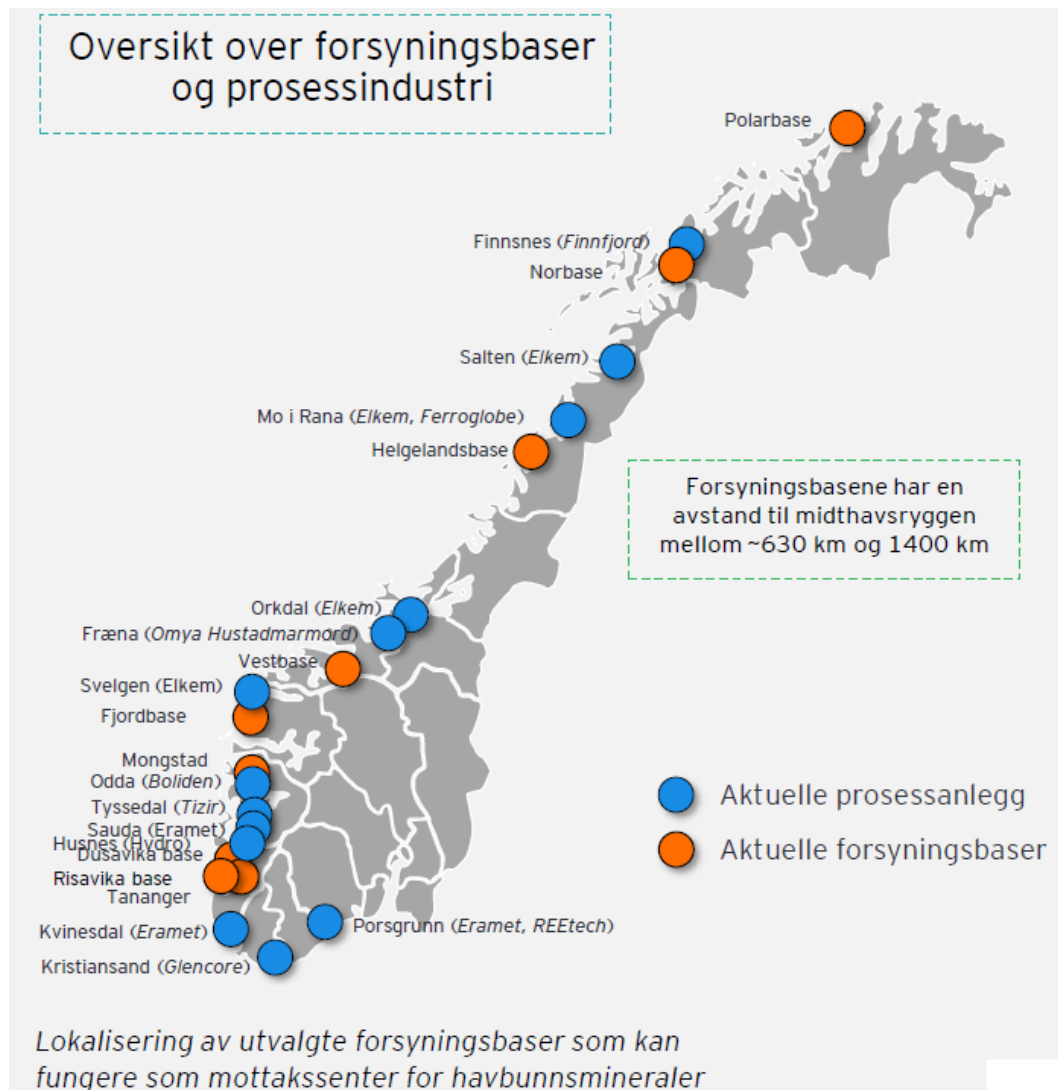 Oversikt over forsyningsbaser
og prosessindustri
Polarbase
Finnsnes (Finnfjord)
Norbase
Salten (Elkem)
Mo i Rana (Elkem, Ferroglobe)
Helgelandsbase
Forsyningsbasene har en
avstand til midthavsryggen
mellom ~630 km og 1400 km
Orkdal (Elkem)
Fræna (Omya Hustadmarmord)
Vestbase
Svelgen (Elkem)
Fjordbase
Mongstad
Odda (Boliden)
Tyssedal (Tizir)
Sauda (Eramet)
Husnes (Hydro)
Dusavika base
Risavika base
Tananger
Kvinesdal (Eramet)
Porsgrunn (Eramet, REEtech)
Kristiansand (Glencore)
Aktuelle prosessanlegg
Aktuelle forsyningsbaser
Lokalisering av utvalgte forsyningsbaser som kan
fungere som mottakssenter for havbunnsmineraler